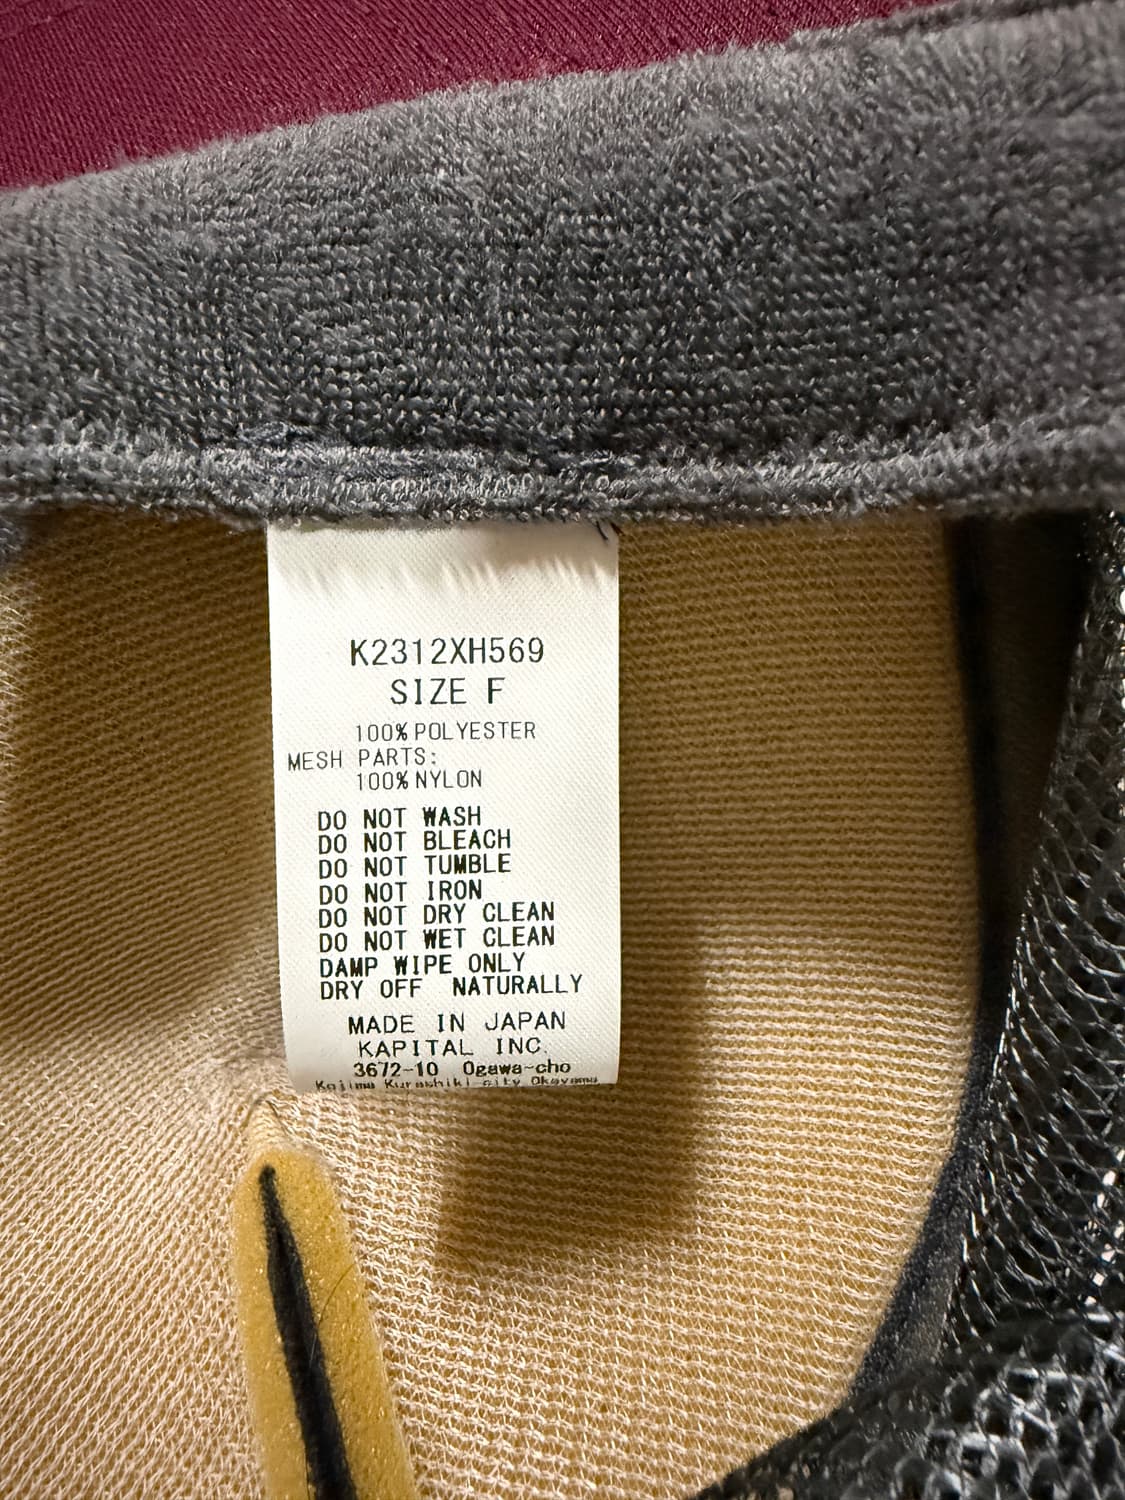 K2312XH569
SIZE F
100% POLYESTER
MESH PARTS:
100% NYLON
DO NOT WASH
DO NOT BLEACH
DO NOT TUMBLE
DO NOT IRON
DO NOT DRY CLEAN
DO NOT WET CLEAN
DAMP WIPE ONLY
DRY OFF NATURALLY
MADE IN JAPAN
KAPITAL INC.
3672-10 Ogawa-cho
Kojima Kurashiki-city Okayama